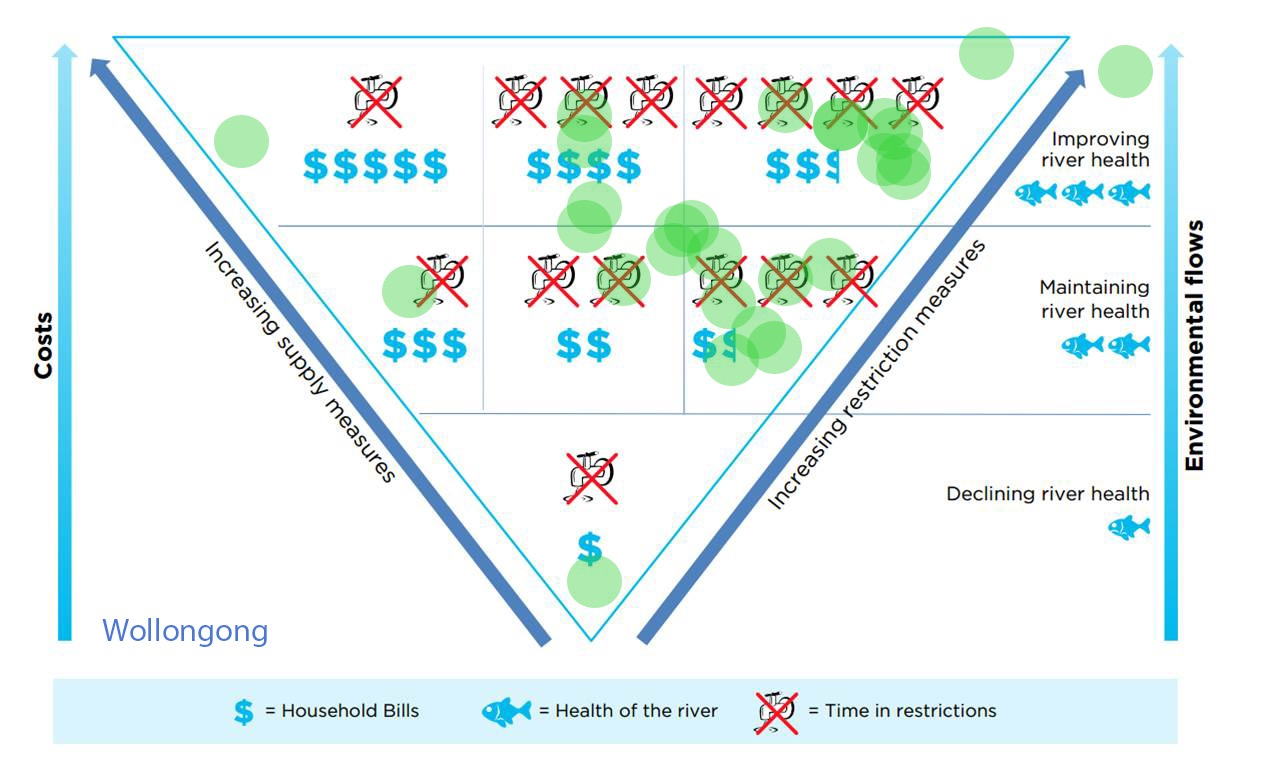 $$$$$
$$$$
$$$
Improving
river health
$$$
$$
$$
Maintaining
river health
Costs
Increasing supply measures
Increasing restriction measures
Environmental flows
Declining river health
$
Wollongong
$ = Household Bills
= Health of the river
= Time in restrictions